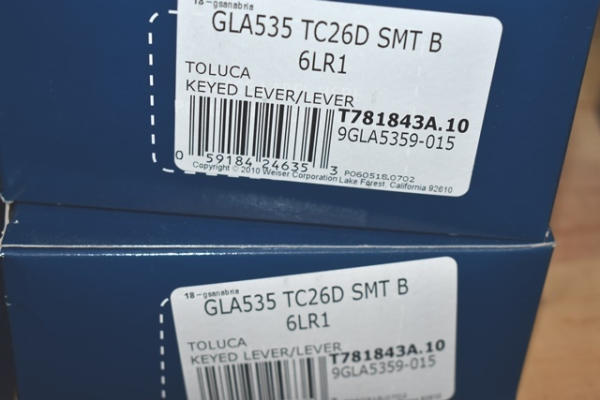 18-gsanabria
GLA535 TC26D SMT B
6LR1
TOLUCA
KEYED LEVER/LEVER
T781843A.10
9GLA5359-015
0 59184 24635 3
P060518.0702
Copyright © 2010 Weiser Corporation Lake Forest, California 92610
18-gsanabria
GLA535 TC26D SMT B
6LR1
TOLUCA
KEYED LEVER/LEVER
T781843A.10
9GLA5359-015